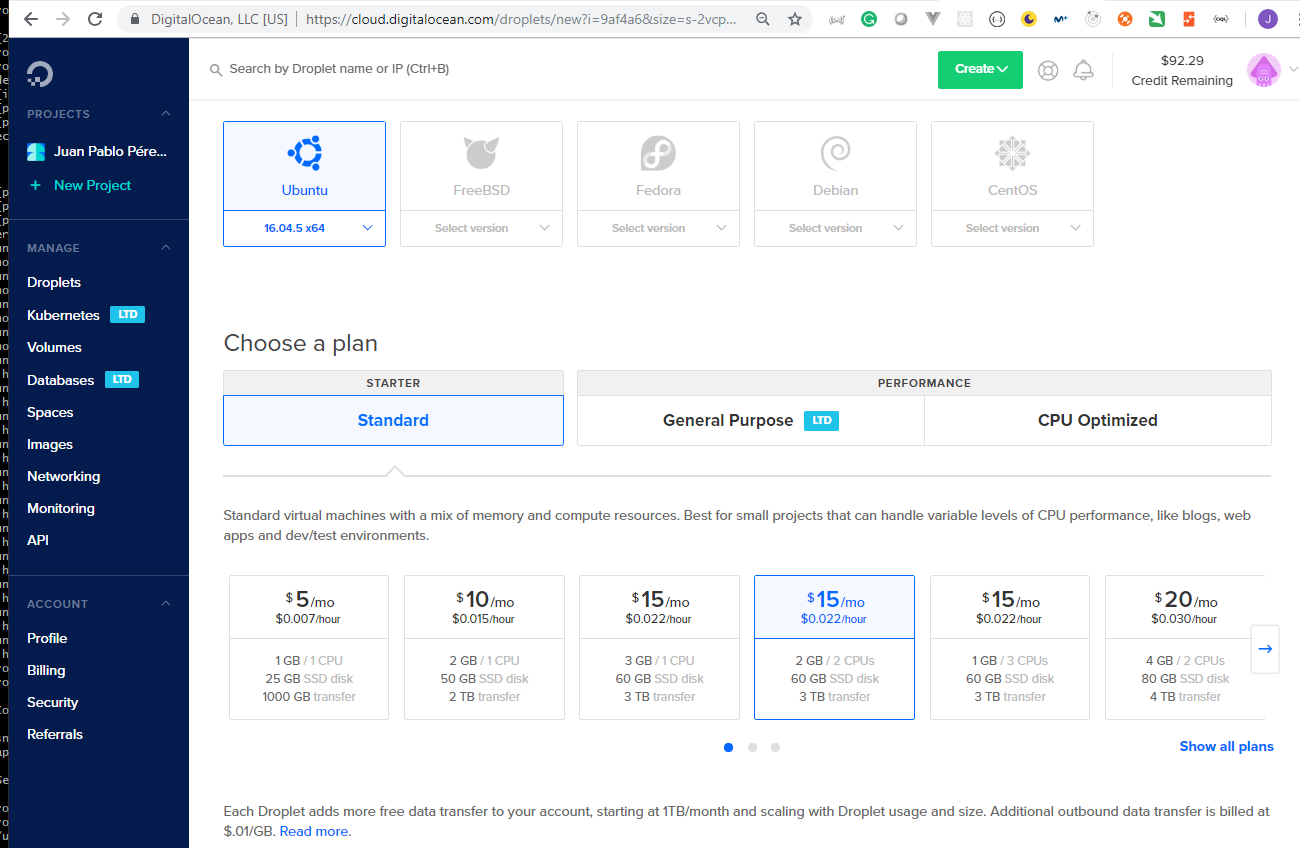 DigitalOcean, LLC [US] | https://cloud.digitalocean.com/droplets/new?i=9af4a6&size=s-2vcp...
J
Search by Droplet name or IP (Ctrl+B)
Create
$92.29
Credit Remaining
PROJECTS
Juan Pablo Pére...
+ New Project
MANAGE
Droplets
Kubernetes LTD
Volumes
Databases LTD
Spaces
Images
Networking
Monitoring
API
ACCOUNT
Profile
Billing
Security
Referrals
Ubuntu
16.04.5 x64
FreeBSD
Select version
Fedora
Select version
Debian
Select version
CentOS
Select version
Choose a plan
STARTER
Standard
PERFORMANCE
General Purpose LTD
CPU Optimized
Standard virtual machines with a mix of memory and compute resources. Best for small projects that can handle variable levels of CPU performance, like blogs, web
apps and dev/test environments.
$5/mo
$0.007/hour
1 GB / 1 CPU
25 GB SSD disk
1000 GB transfer
$10/mo
$0.015/hour
2 GB / 1 CPU
50 GB SSD disk
2 TB transfer
$15/mo
$0.022/hour
3 GB / 1 CPU
60 GB SSD disk
3 TB transfer
$15/mo
$0.022/hour
2 GB / 2 CPUs
60 GB SSD disk
3 TB transfer
$15/mo
$0.022/hour
1 GB / 3 CPUs
60 GB SSD disk
3 TB transfer
$20/mo
$0.030/hour
4 GB / 2 CPUs
80 GB SSD disk
4 TB transfer
Show all plans
Each Droplet adds more free data transfer to your account, starting at 1TB/month and scaling with Droplet usage and size. Additional outbound data transfer is billed at
$.01/GB. Read more.